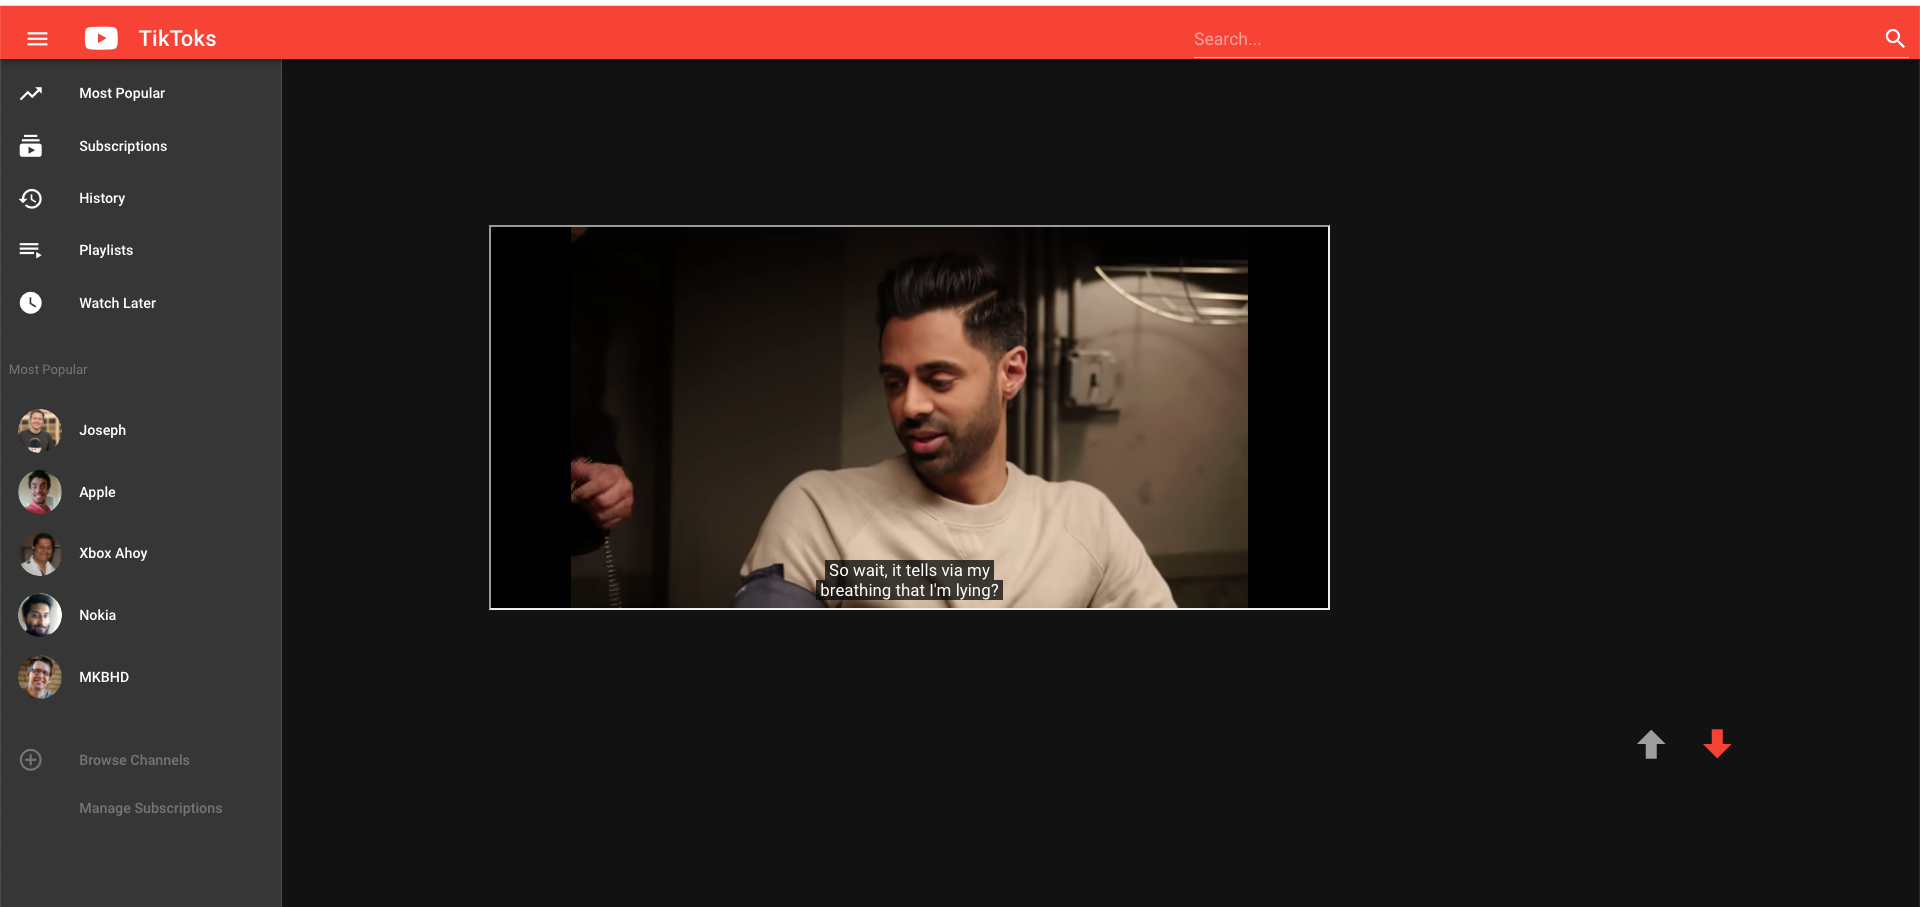 TikToks
Search...
Most Popular
Subscriptions
History
Playlists
Watch Later
Most Popular
Joseph
Apple
Xbox Ahoy
Nokia
MKBHD
Browse Channels
Manage Subscriptions
So wait, it tells via my
breathing that I'm lying?